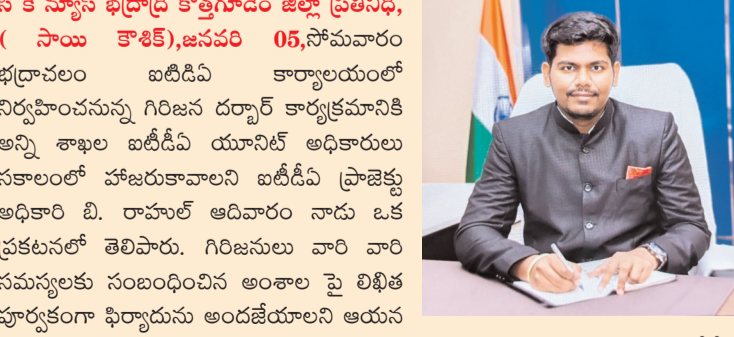 స్ కే న్యూస్ భద్రాద్రి కొత్తగూడెం జిల్లా ప్రతినిధి,
( సాయి కౌశిక్),జనవరి 05,సోమవారం
భద్రాచలం ఐటిడిఏ కార్యాలయంలో
నిర్వహించనున్న గిరిజన దర్బార్ కార్యక్రమానికి
అన్ని శాఖల ఐటీడీఏ యూనిట్ అధికారులు
సకాలంలో హాజరుకావాలని ఐటీడీఏ ప్రాజెక్టు
అధికారి బి. రాహుల్ ఆదివారం నాడు ఒక
ప్రకటనలో తెలిపారు. గిరిజనులు వారి వారి
సమస్యలకు సంబంధించిన అంశాల పై లిఖిత
పూర్వకంగా ఫిర్యాదును అందజేయాలని ఆయన